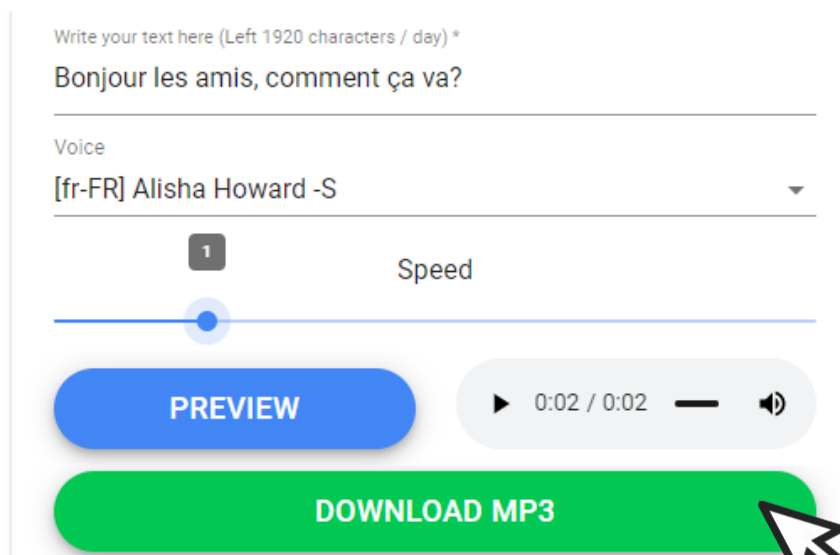 Write your text here (Left 1920 characters / day) *
Bonjour les amis, comment ça va?
Voice
[fr-FR] Alisha Howard -S
1
Speed
PREVIEW
0:02 / 0:02
DOWNLOAD MP3